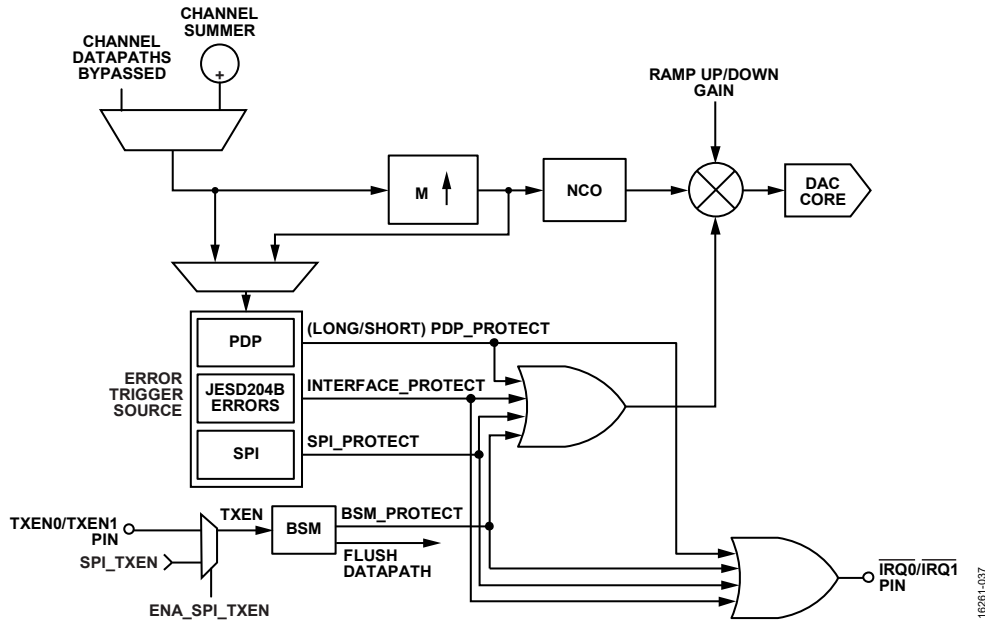 CHANNEL
SUMMER
CHANNEL
DATAPATHS
BYPASSED
+
RAMP UP/DOWN
GAIN
M
NCO
DAC
CORE
(LONG/SHORT) PDP_PROTECT
PDP
ERROR
TRIGGER
SOURCE
JESD204B
ERRORS
INTERFACE_PROTECT
SPI
SPI_PROTECT
TXEN0/TXEN1
PIN
TXEN
BSM
BSM_PROTECT
SPI_TXEN
FLUSH
DATAPATH
ENA_SPI_TXEN
IRQ0/IRQ1
PIN
16261-037